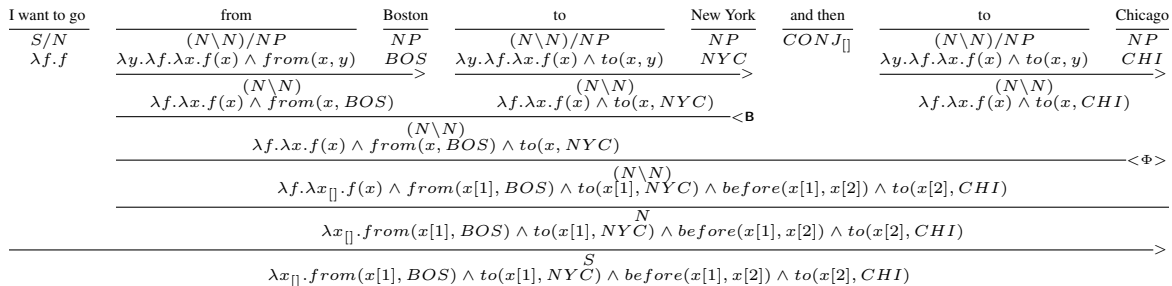 I want to go from Boston to New York and then to Chicago
S/N (N\N)/NP NP (N\N)/NP NP CONJ[] (N\N)/NP NP
λf.f λy.λf.λx.f(x) ∧ from(x, y) BOS λy.λf.λx.f(x) ∧ to(x, y) NYC λy.λf.λx.f(x) ∧ to(x, y) CHI
> > >
(N\N) (N\N) (N\N)
λf.λx.f(x) ∧ from(x, BOS) λf.λx.f(x) ∧ to(x, NYC) λf.λx.f(x) ∧ to(x, CHI)
<B
(N\N)
λf.λx.f(x) ∧ from(x, BOS) ∧ to(x, NYC)
<Φ>
(N\N)
λf.λx[].f(x) ∧ from(x[1], BOS) ∧ to(x[1], NYC) ∧ before(x[1], x[2]) ∧ to(x[2], CHI)
N
λx[].from(x[1], BOS) ∧ to(x[1], NYC) ∧ before(x[1], x[2]) ∧ to(x[2], CHI)
>
S
λx[].from(x[1], BOS) ∧ to(x[1], NYC) ∧ before(x[1], x[2]) ∧ to(x[2], CHI)